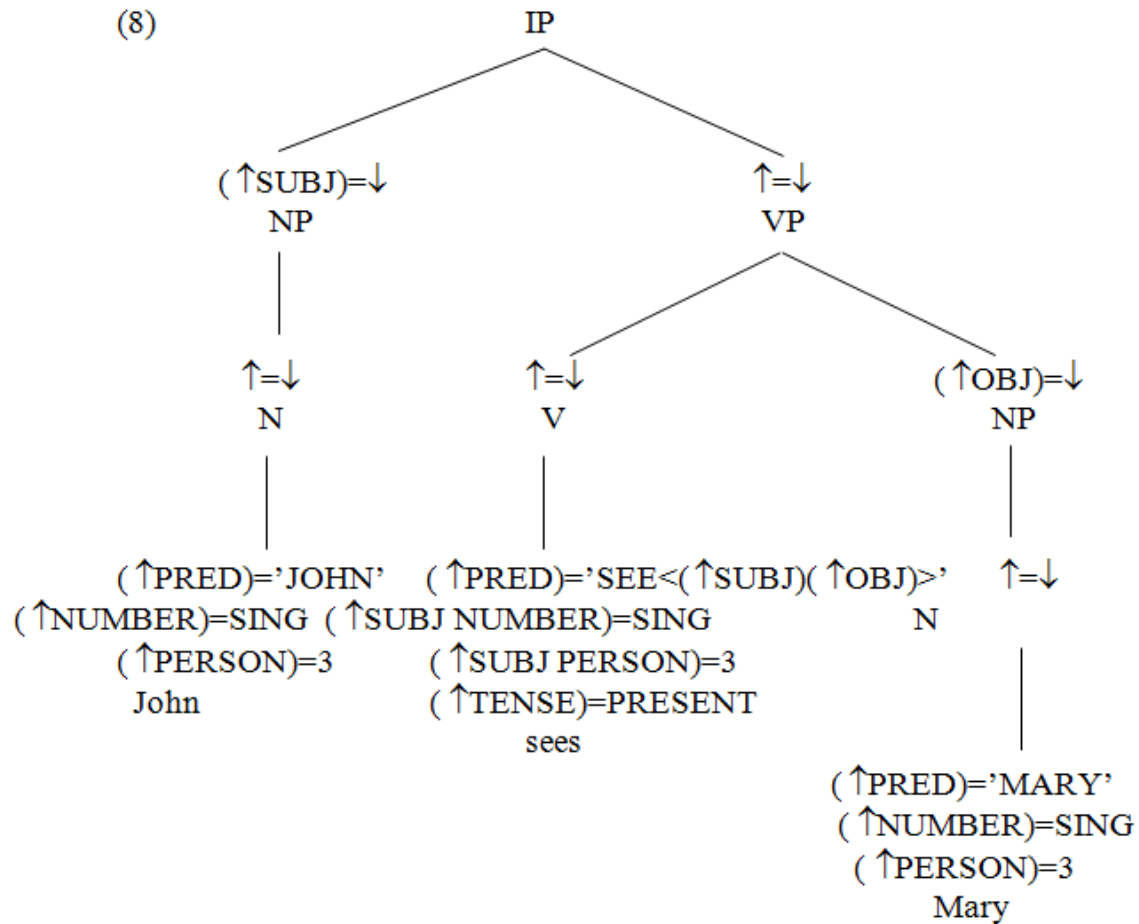 (8) IP
(↑SUBJ)=↓ ↑=↓
NP VP
↑=↓ ↑=↓ (↑OBJ)=↓
N V NP
(↑PRED)=’JOHN’ (↑PRED)=’SEE<(↑SUBJ)(↑OBJ)>’ ↑=↓
(↑NUMBER)=SING (↑SUBJ NUMBER)=SING N
(↑PERSON)=3 (↑SUBJ PERSON)=3
John (↑TENSE)=PRESENT
sees
(↑PRED)=’MARY’
(↑NUMBER)=SING
(↑PERSON)=3
Mary